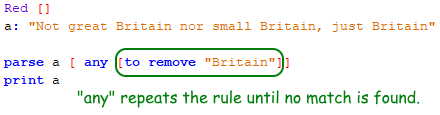 Red []
a: "Not great Britain nor small Britain, just Britain"
parse a [ any [to remove "Britain"]]
print a
"any" repeats the rule until no match is found.